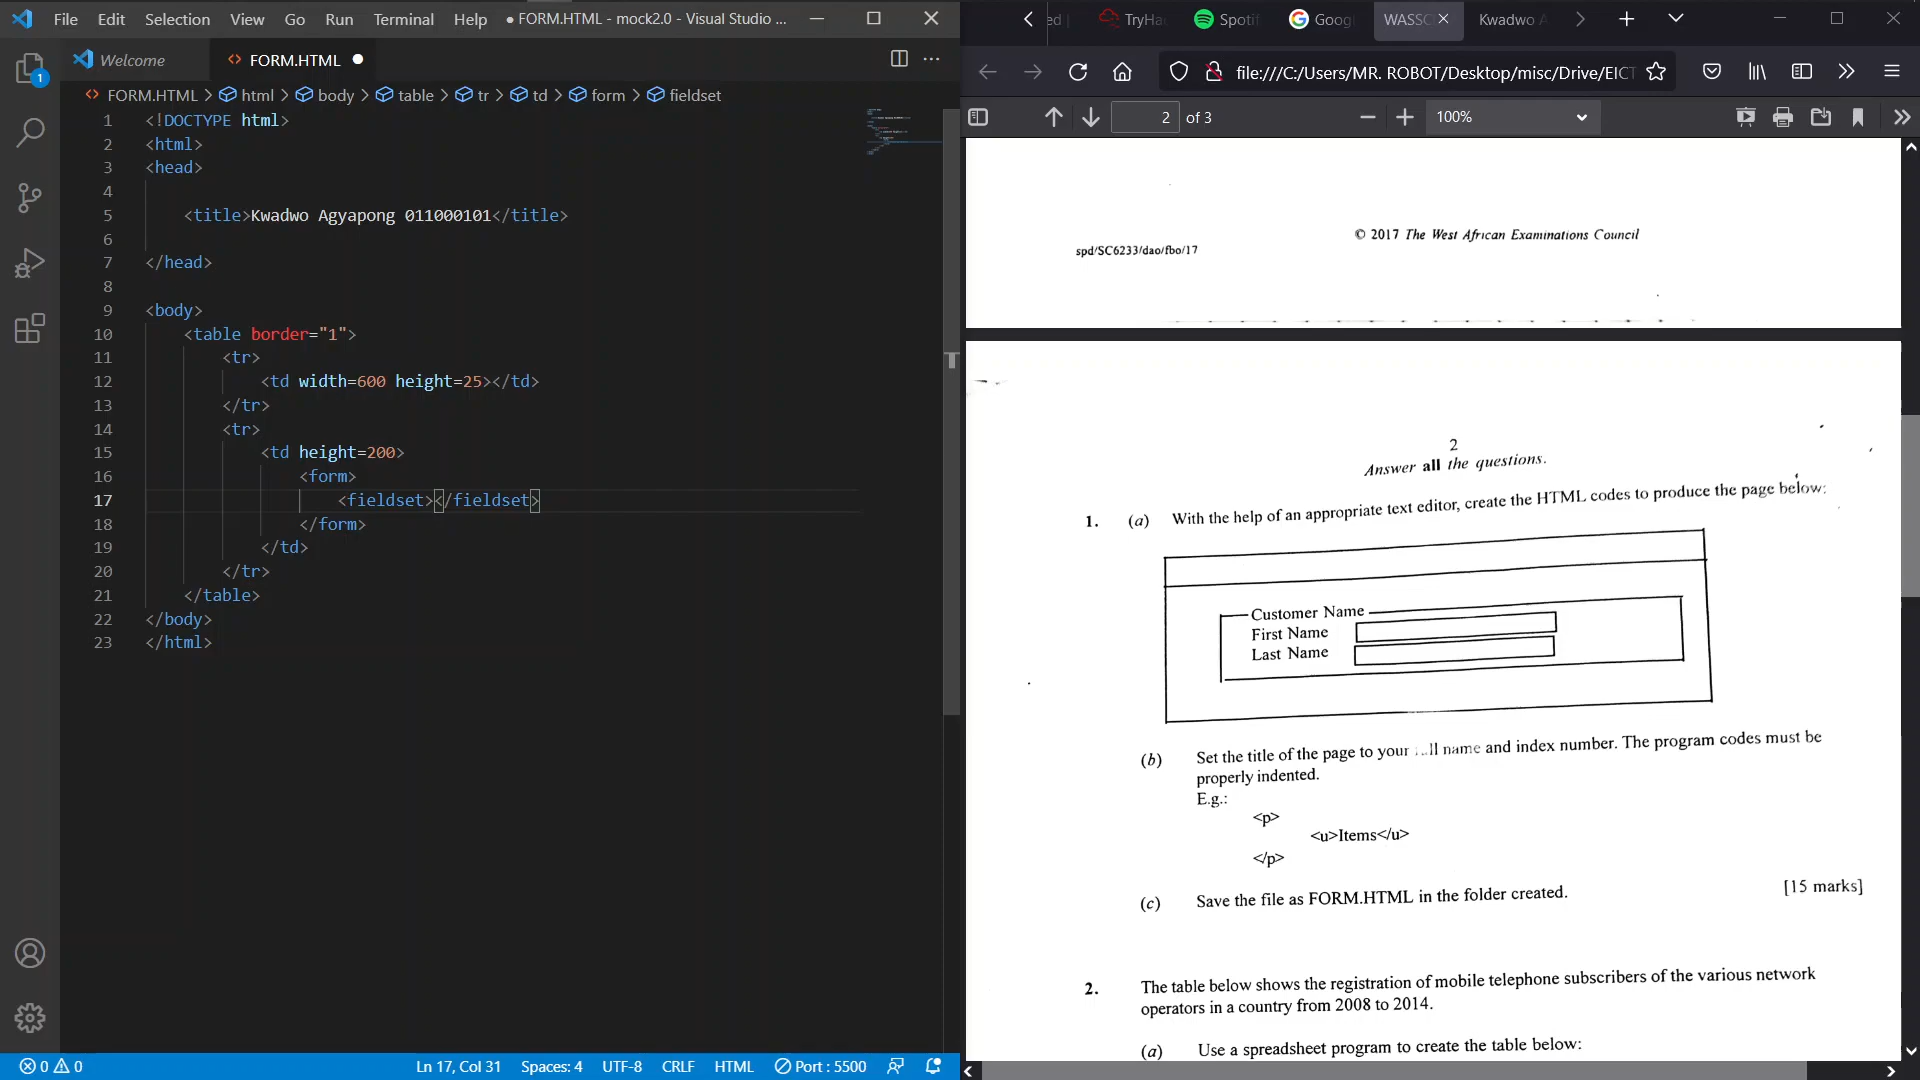 File Edit Selection View Go Run Terminal Help ● FORM.HTML - mock2.0 - Visual Studio ...
Welcome
<> FORM.HTML ●
<> FORM.HTML > html > body > table > tr > td > form > fieldset
1 <!DOCTYPE html>
2 <html>
3 <head>
4
5 <title>Kwadwo Agyapong 011000101</title>
6
7 </head>
8
9 <body>
10 <table border="1">
11 <tr>
12 <td width=600 height=25></td>
13 </tr>
14 <tr>
15 <td height=200>
16 <form>
17 <fieldset></fieldset>
18 </form>
19 </td>
20 </tr>
21 </table>
22 </body>
23 </html>
1
0 0 Ln 17, Col 31 Spaces: 4 UTF-8 CRLF HTML Port : 5500
ed TryHa Spotif Goog WASSC Kwadwo A
file:///C:/Users/MR. ROBOT/Desktop/misc/Drive/EICT
2 of 3 100%
© 2017 The West African Examinations Council
spd/SC6233/dao/fbo/17
2
Answer all the questions.
1. (a) With the help of an appropriate text editor, create the HTML codes to produce the page below:
Customer Name
First Name
Last Name
(b) Set the title of the page to your name and index number. The program codes must be
properly indented.
E.g.:
<p>
<u>Items</u>
</p>
[15 marks]
(c) Save the file as FORM.HTML in the folder created.
2. The table below shows the registration of mobile telephone subscribers of the various network
operators in a country from 2008 to 2014.
(a) Use a spreadsheet program to create the table below: